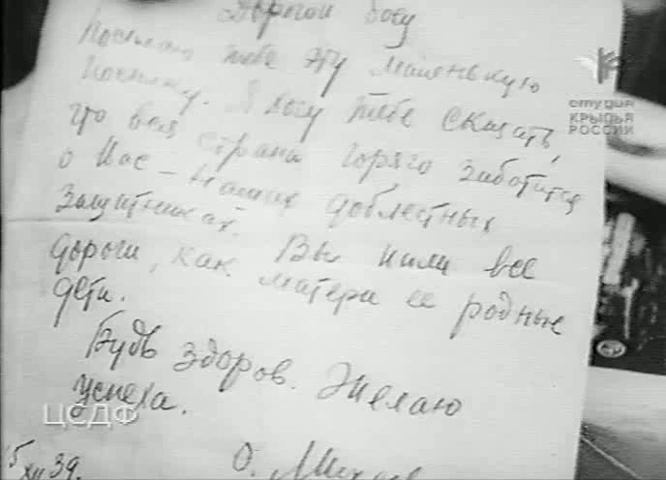 Дорогой боец
Посылаю тебе эту маленькую
посылку. Я хочу тебе сказать,
что вся страна горячо заботится
о Вас – наших доблестных
защитниках. Вы нам все
дороги, как матери ее родные
дети.
Будь здоров. Желаю
успеха.
15/XII 39.
О.
студия
КРЫЛЬЯ
РОССИИ
ЦСДФ